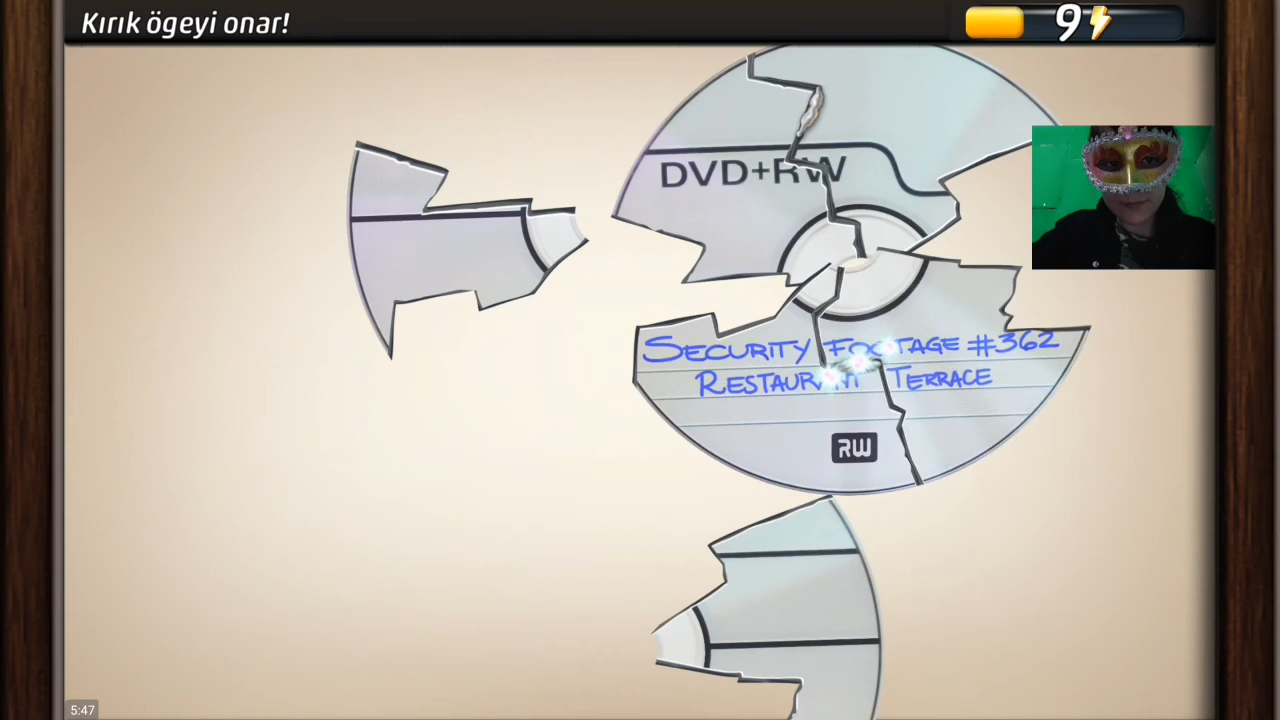 Kırık ögeyi onar!
9
DVD+RW
SECURITY FOOTAGE #362
RESTAURANT TERRACE
RW
5:47